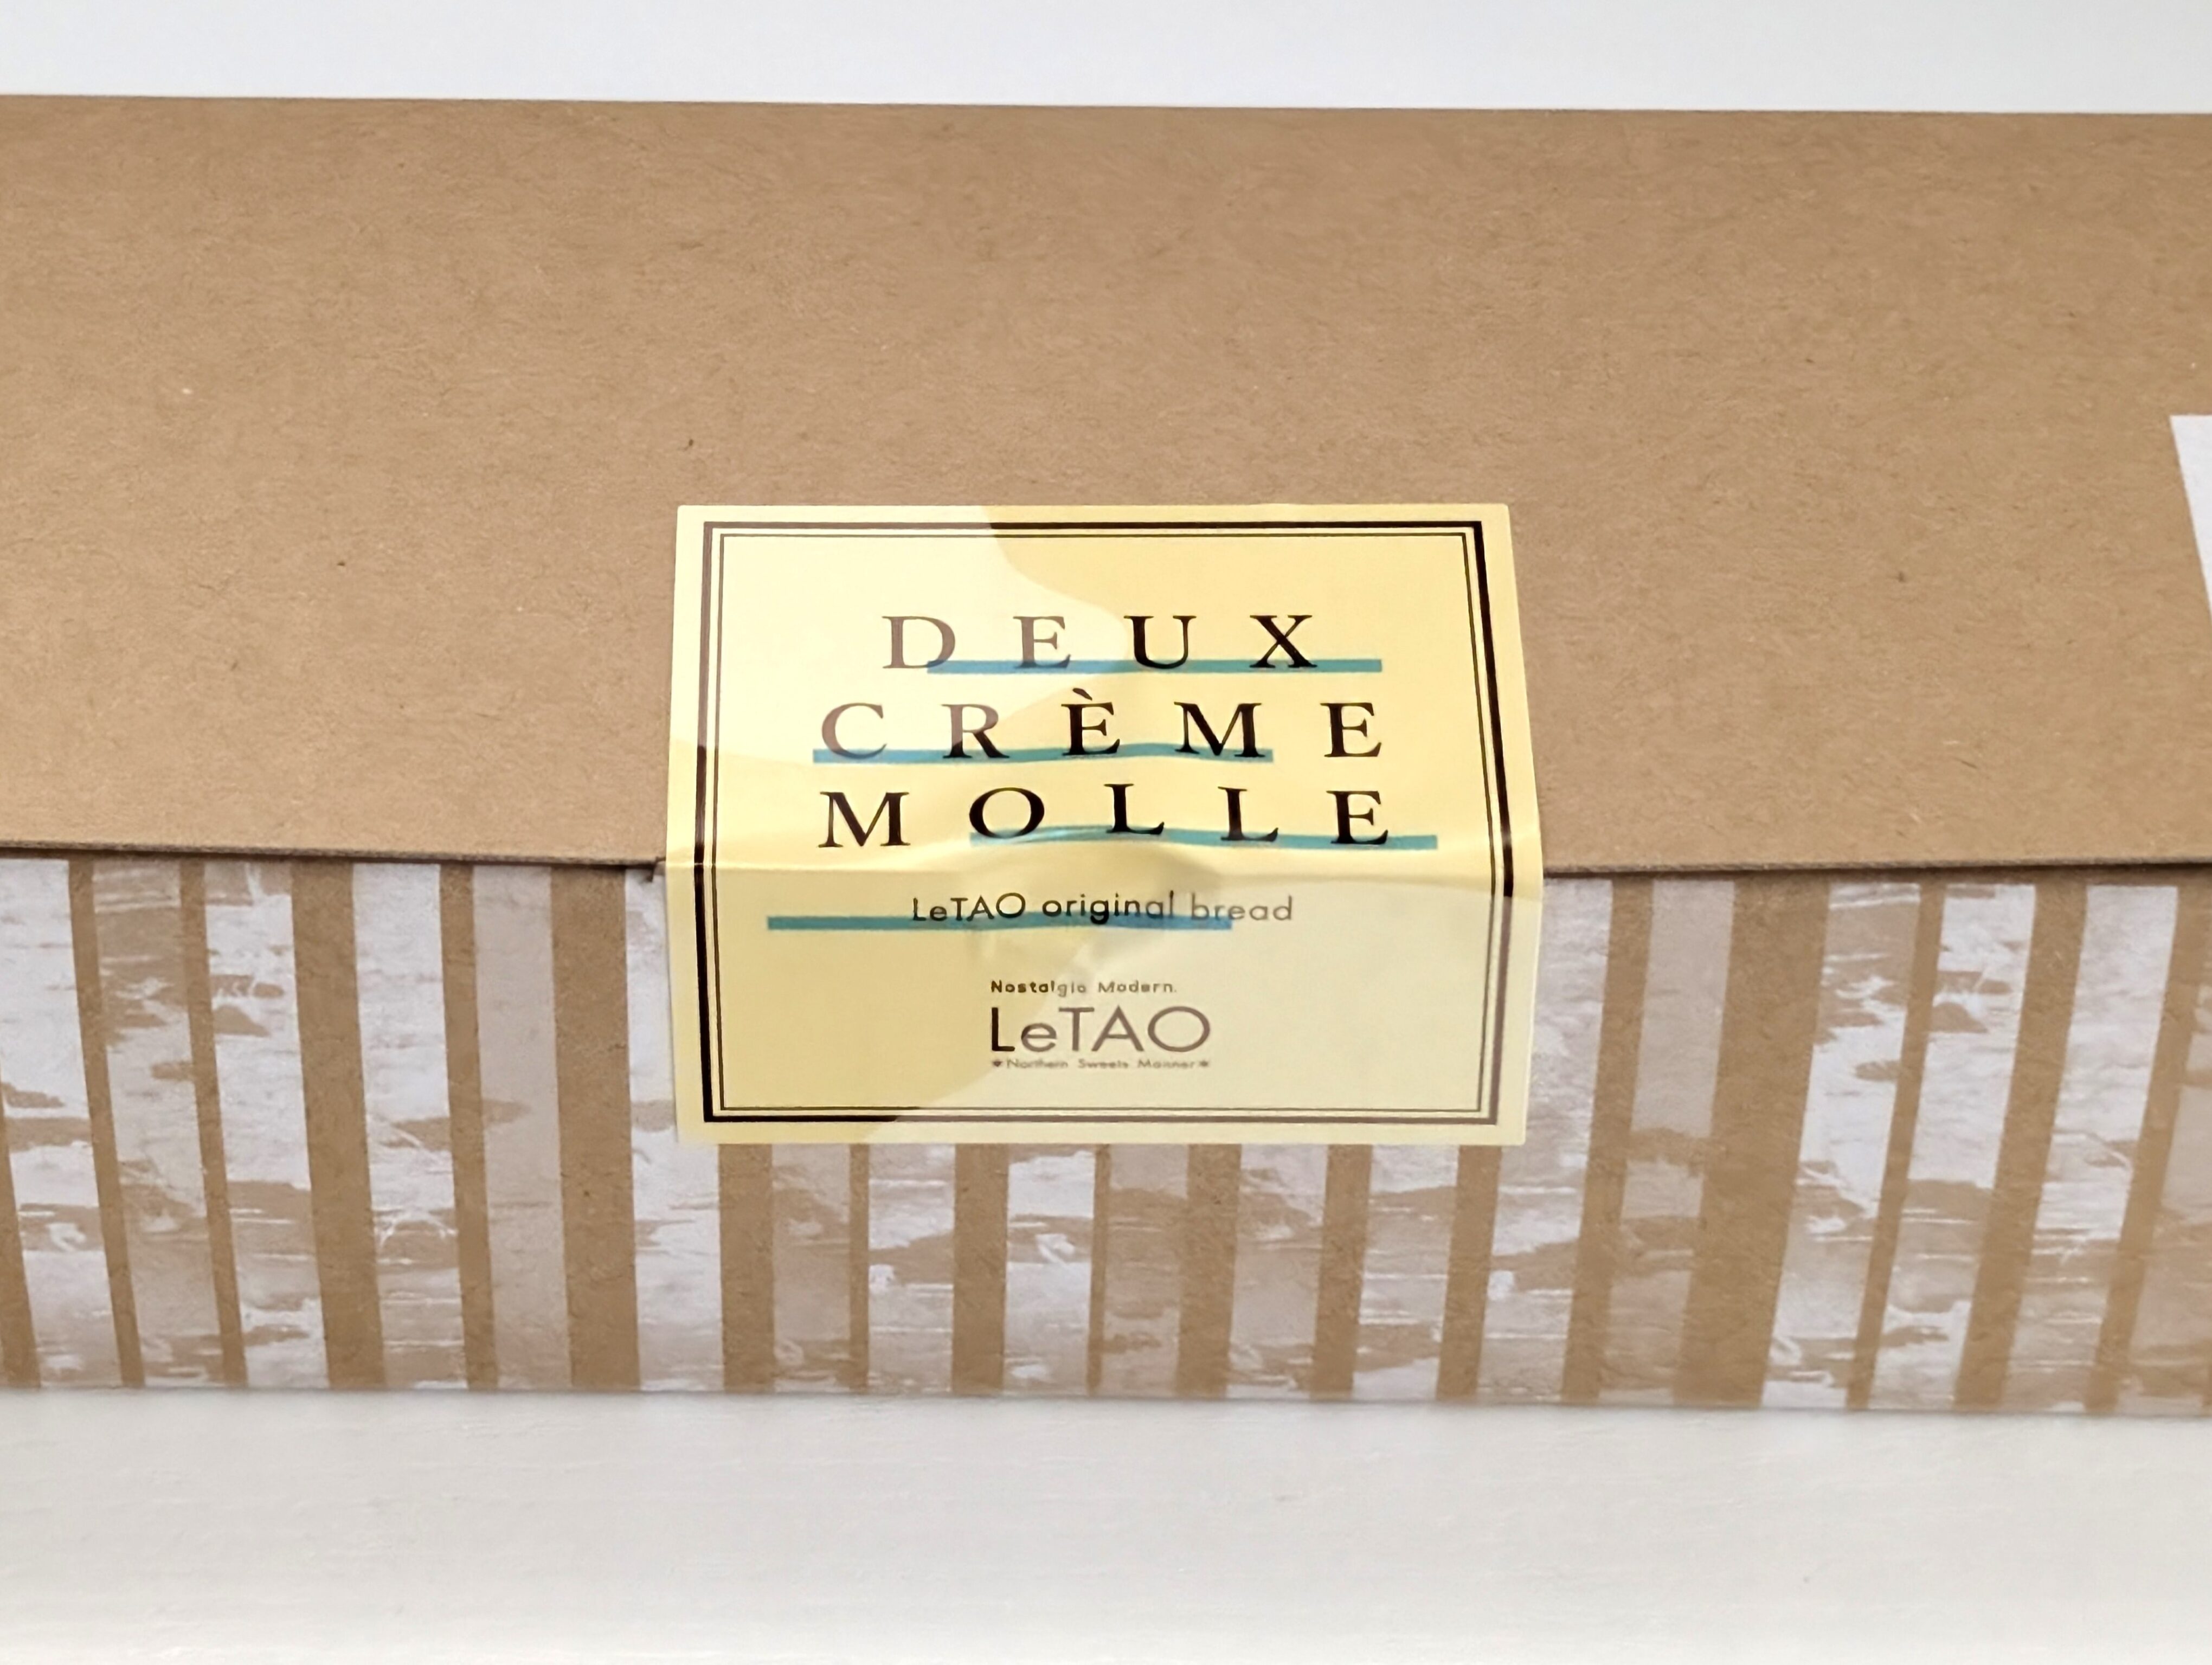 DEUX
CRÈME
MOLLE
LeTAO original bread
Nostalgic Modern.
LeTAO
*Northern Sweets Manner*